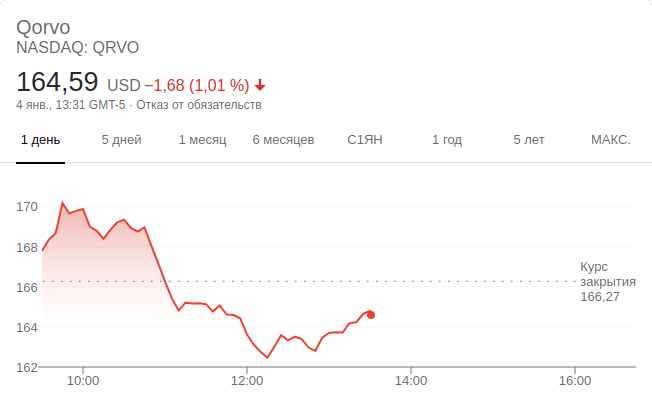 Qorvo
NASDAQ: QRVO
164,59 USD −1,68 (1,01 %)
4 янв., 13:31 GMT-5 · Отказ от обязательств
1 день 5 дней 1 месяц 6 месяцев С1ЯН 1 год 5 лет МАКС.
170
168
Курс
закрытия
166
166,27
164
162
10:00 12:00 14:00 16:00